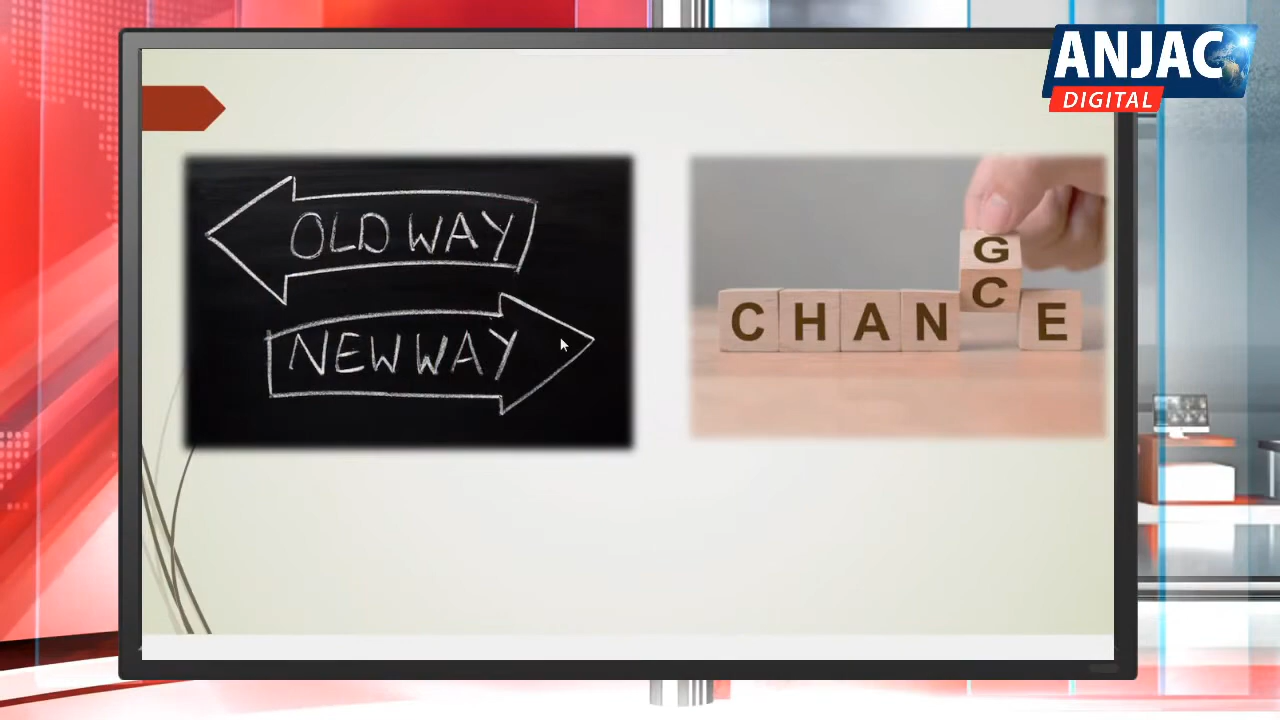 ANJAC
DIGITAL
OLD WAY
NEW WAY
G
C
CHAN E